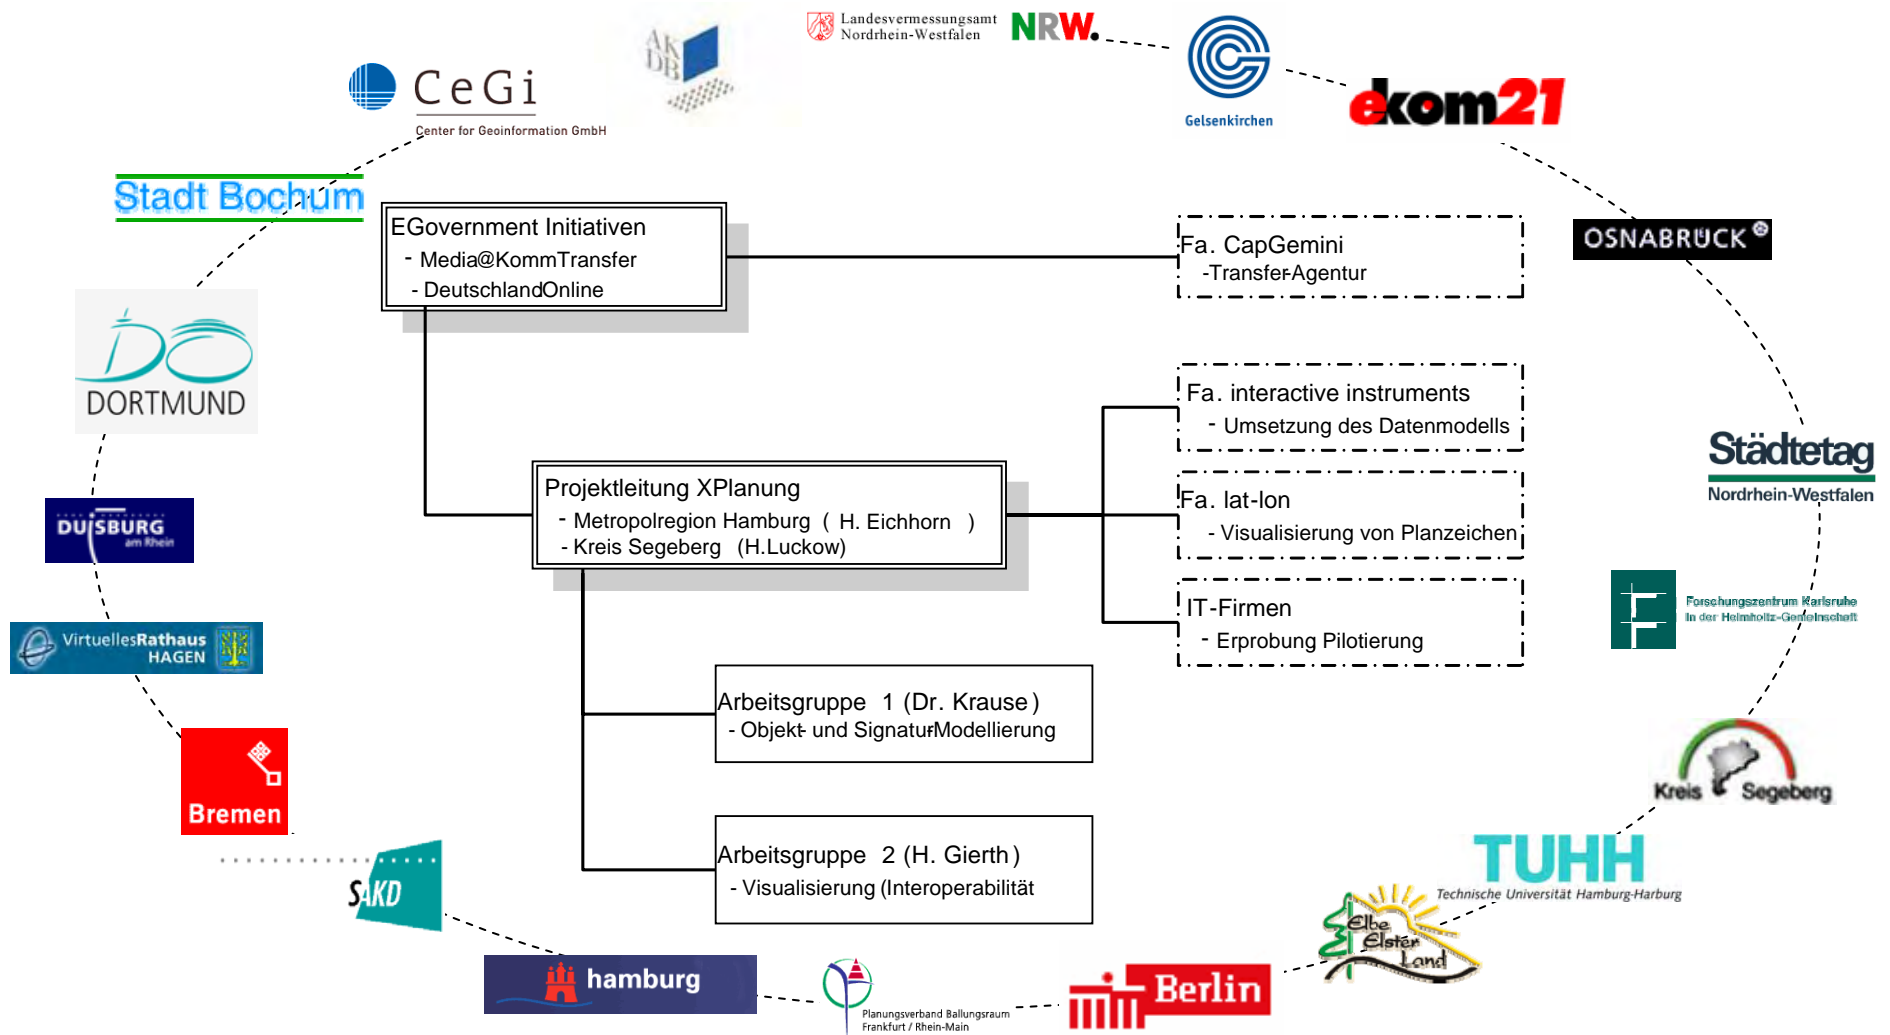 Landesvermessungsamt
Nordrhein-Westfalen
NRW.
AK
DB
CeGi
Center for Geoinformation GmbH
Gelsenkirchen
ekom21
Stadt Bochum
OSNABRÜCK
EGovernment Initiativen
- Media@KommTransfer
- DeutschlandOnline
Fa. CapGemini
-Transfer-Agentur
DORTMUND
Fa. interactive instruments
- Umsetzung des Datenmodells
Städtetag
Nordrhein-Westfalen
Projektleitung XPlanung
- Metropolregion Hamburg ( H. Eichhorn )
- Kreis Segeberg (H.Luckow)
Fa. lat-lon
- Visualisierung von Planzeichen
DUISBURG
am Rhein
IT-Firmen
- Erprobung Pilotierung
Forschungszentrum Karlsruhe
in der Helmholtz-Gemeinschaft
VirtuellesRathaus
HAGEN
Arbeitsgruppe 1 (Dr. Krause)
- Objekt- und Signatur-Modellierung
Kreis Segeberg
Bremen
Arbeitsgruppe 2 (H. Gierth)
- Visualisierung (Interoperabilität
TUHH
Technische Universität Hamburg-Harburg
SAKD
Elbe
Elster
Land
hamburg
Berlin
Planungsverband Ballungsraum
Frankfurt / Rhein-Main